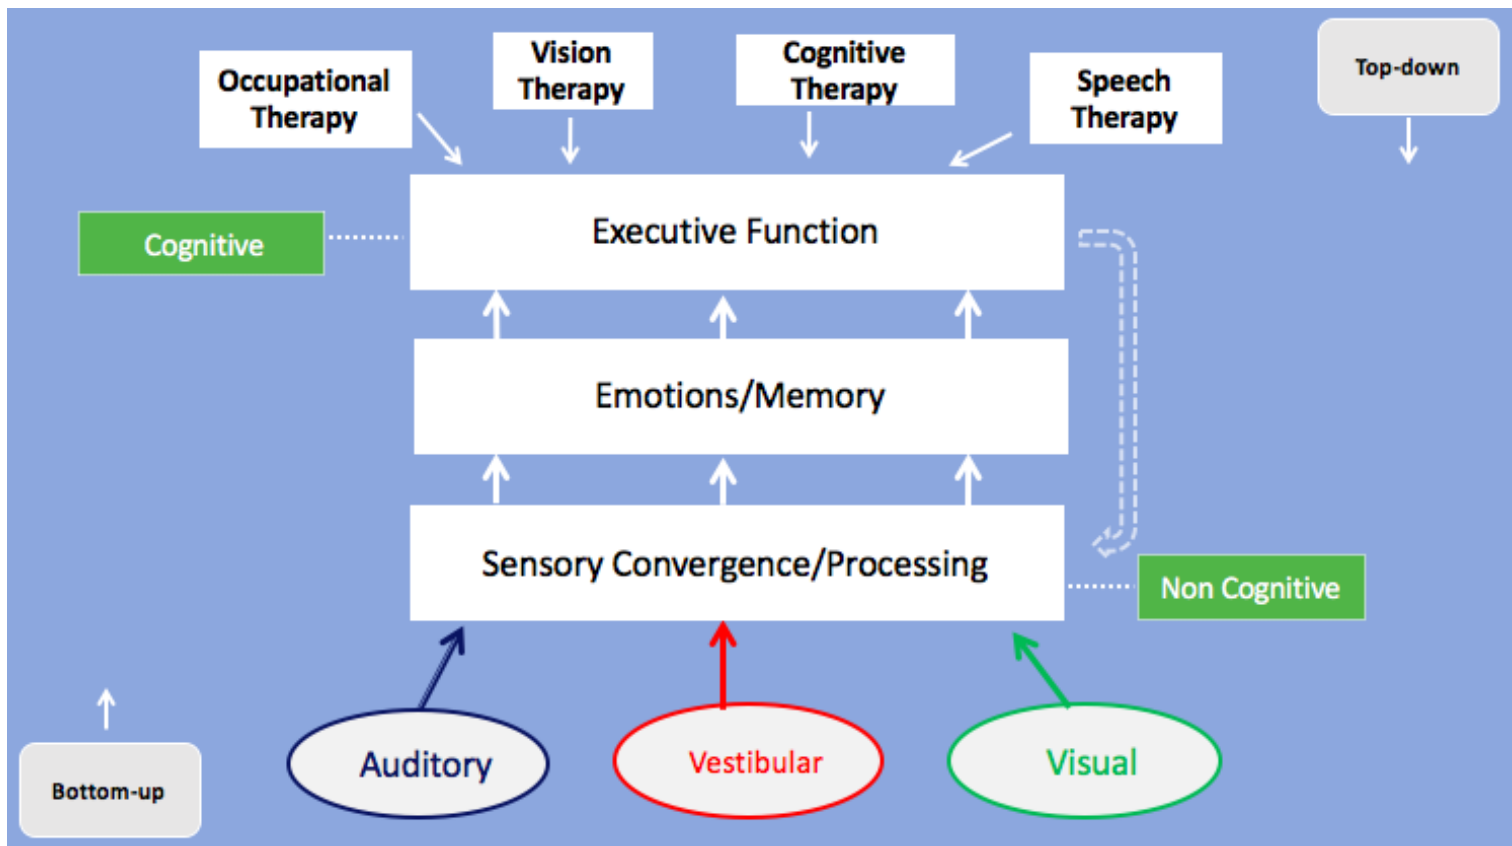 Occupational
Therapy
Vision
Therapy
Cognitive
Therapy
Speech
Therapy
Top-down
Executive Function
Cognitive
Emotions/Memory
Sensory Convergence/Processing
Non Cognitive
Auditory
Vestibular
Visual
Bottom-up